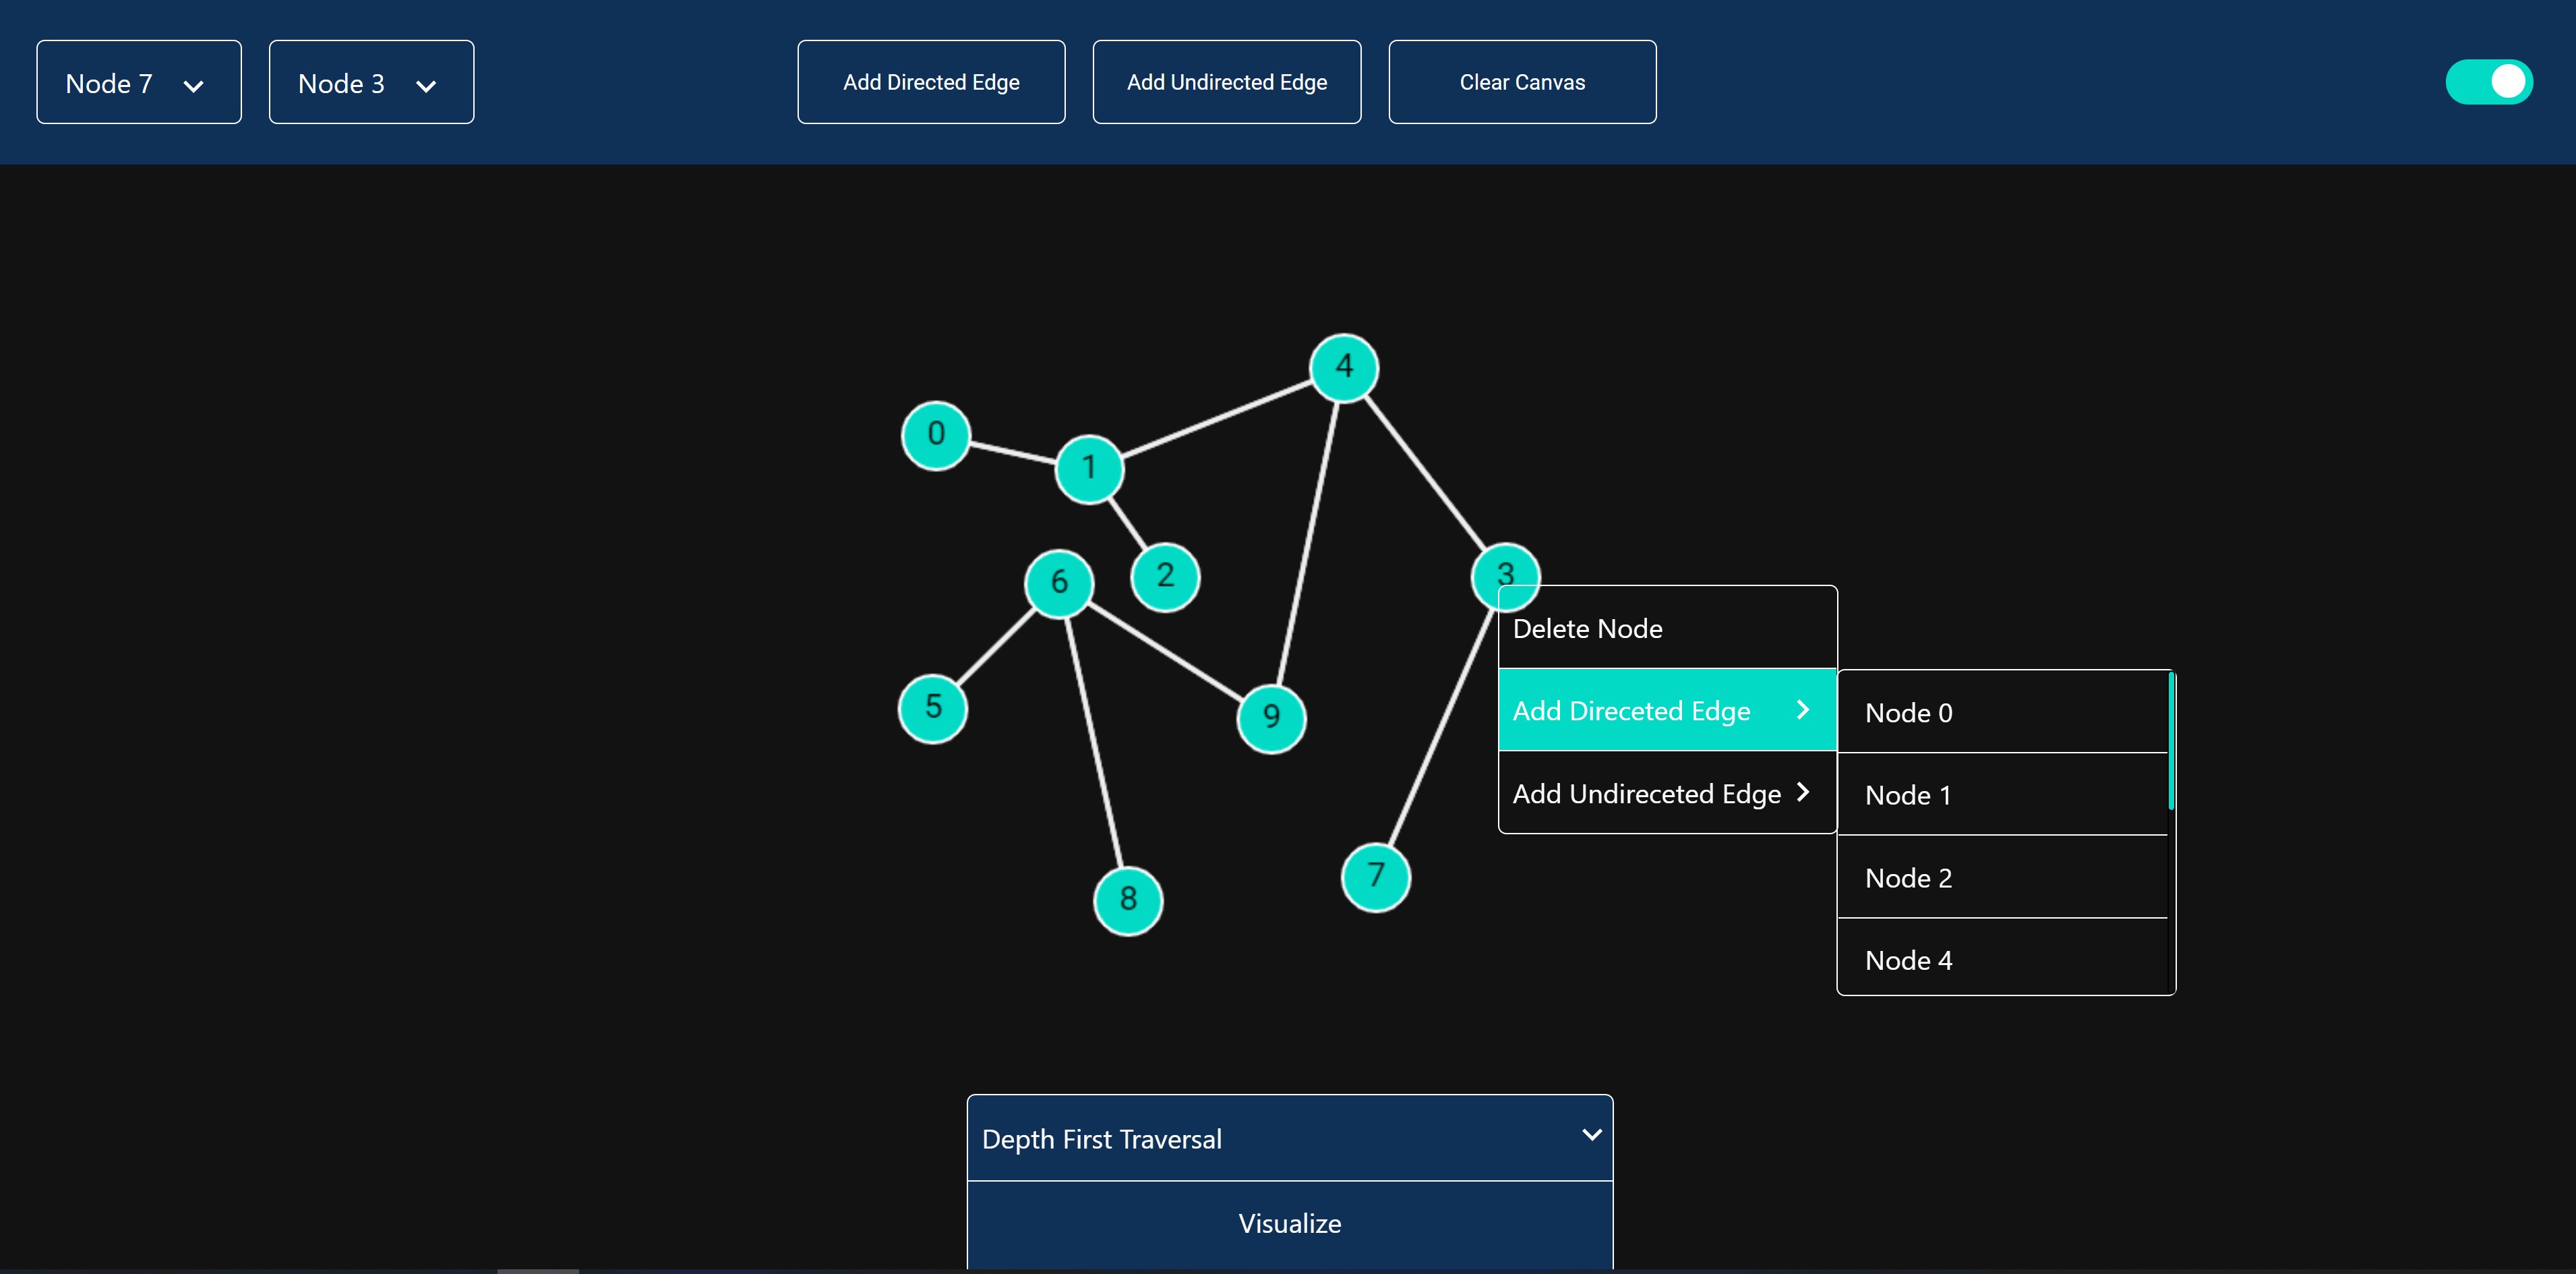 Node 7
Node 3
Add Directed Edge
Add Undirected Edge
Clear Canvas
4
0
1
2
6
3
5
9
7
8
Delete Node
Add Direceted Edge
Add Undireceted Edge
Node 0
Node 1
Node 2
Node 4
Depth First Traversal
Visualize